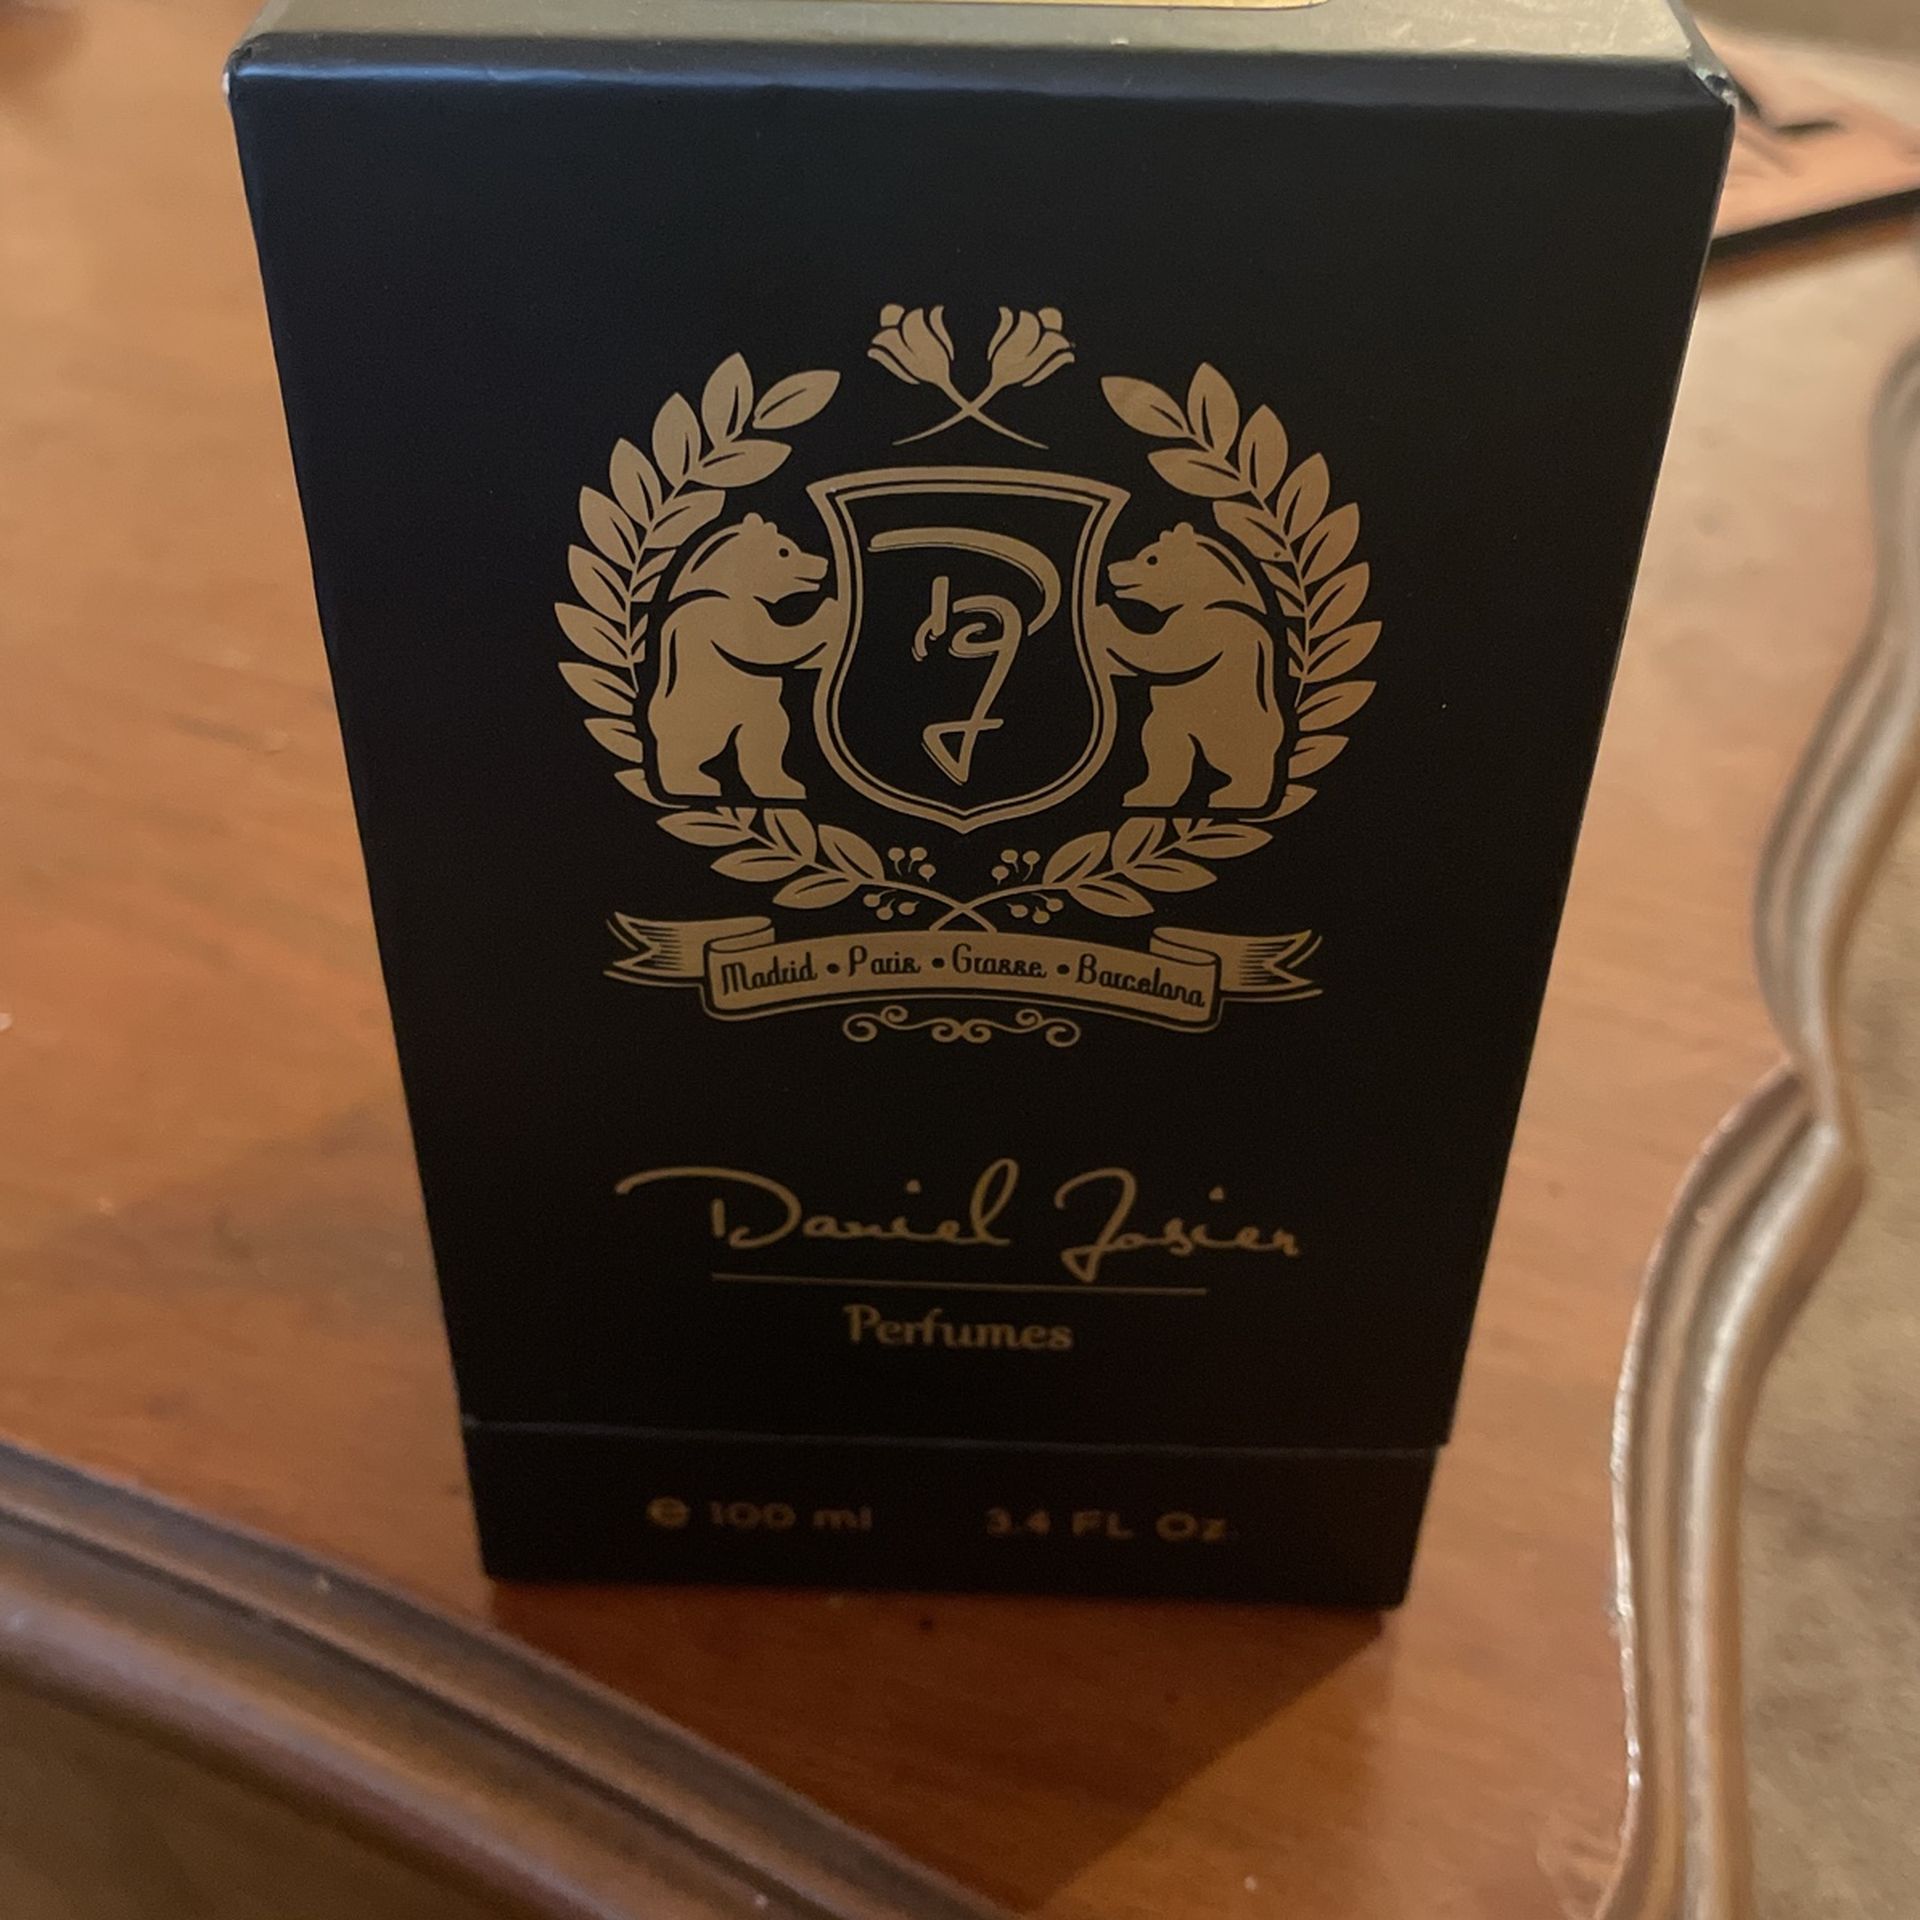 Madrid • Paris • Grasse • Barcelona
Daniel Josier
Perfumes
℮ 100 ml 3.4 FL Oz.